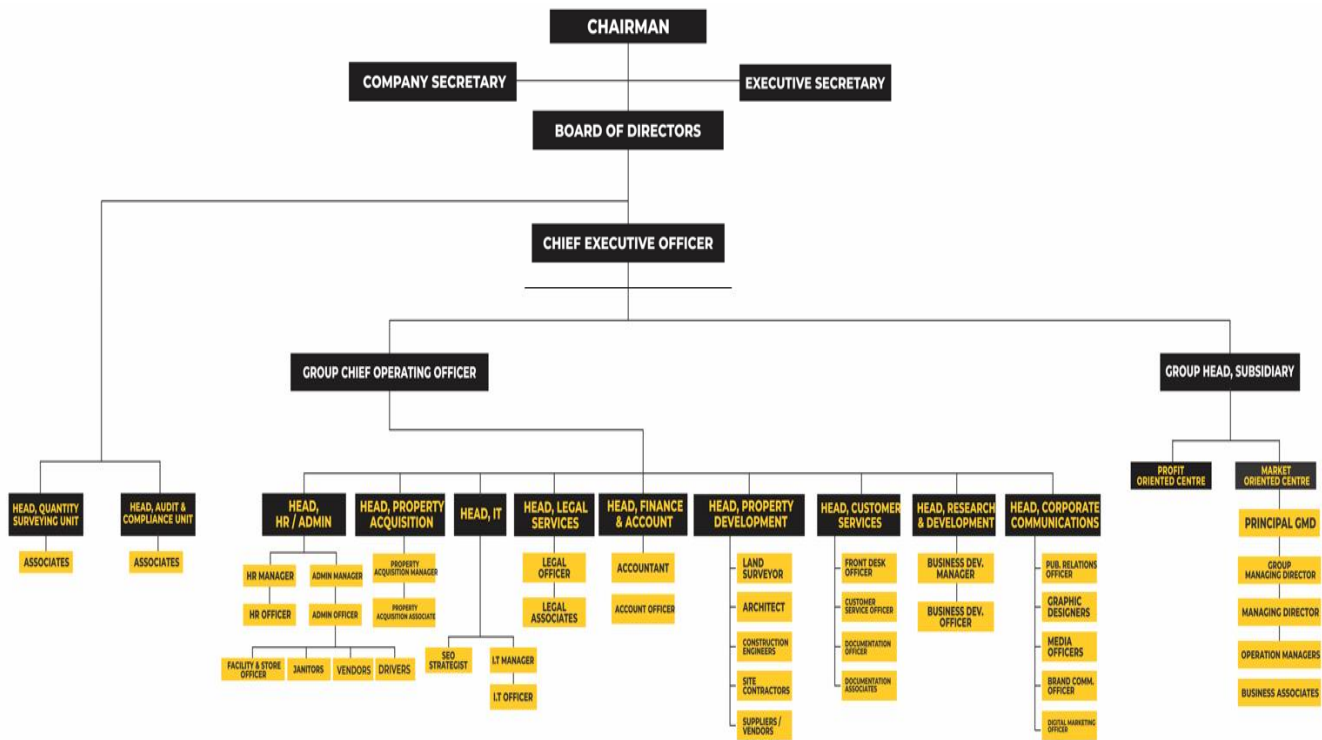 CHAIRMAN
COMPANY SECRETARY
EXECUTIVE SECRETARY
BOARD OF DIRECTORS
CHIEF EXECUTIVE OFFICER
GROUP CHIEF OPERATING OFFICER
GROUP HEAD, SUBSIDIARY
PROFIT
ORIENTED CENTRE
MARKET
ORIENTED CENTRE
HEAD, QUANTITY
SURVEYING UNIT
ASSOCIATES
HEAD, AUDIT &
COMPLIANCE UNIT
ASSOCIATES
HEAD,
HR / ADMIN
HR MANAGER
HR OFFICER
ADMIN MANAGER
ADMIN OFFICER
FACILITY & STORE
OFFICER
JANITORS
VENDORS
DRIVERS
HEAD, PROPERTY
ACQUISITION
PROPERTY
ACQUISITION MANAGER
PROPERTY
ACQUISITION ASSOCIATE
HEAD, IT
SEO
STRATEGIST
I.T MANAGER
I.T OFFICER
HEAD, LEGAL
SERVICES
LEGAL
OFFICER
LEGAL
ASSOCIATES
HEAD, FINANCE
& ACCOUNT
ACCOUNTANT
ACCOUNT OFFICER
HEAD, PROPERTY
DEVELOPMENT
LAND
SURVEYOR
ARCHITECT
CONSTRUCTION
ENGINEERS
SITE
CONTRACTORS
SUPPLIERS /
VENDORS
HEAD, CUSTOMER
SERVICES
FRONT DESK
OFFICER
CUSTOMER
SERVICE OFFICER
DOCUMENTATION
OFFICER
DOCUMENTATION
ASSOCIATES
HEAD, RESEARCH
& DEVELOPMENT
BUSINESS DEV.
MANAGER
BUSINESS DEV.
OFFICER
HEAD, CORPORATE
COMMUNICATIONS
PUB. RELATIONS
OFFICER
GRAPHIC
DESIGNERS
MEDIA
OFFICERS
BRAND COMM.
OFFICER
DIGITAL MARKETING
OFFICER
PRINCIPAL GMD
GROUP
MANAGING DIRECTOR
MANAGING DIRECTOR
OPERATION MANAGERS
BUSINESS ASSOCIATES